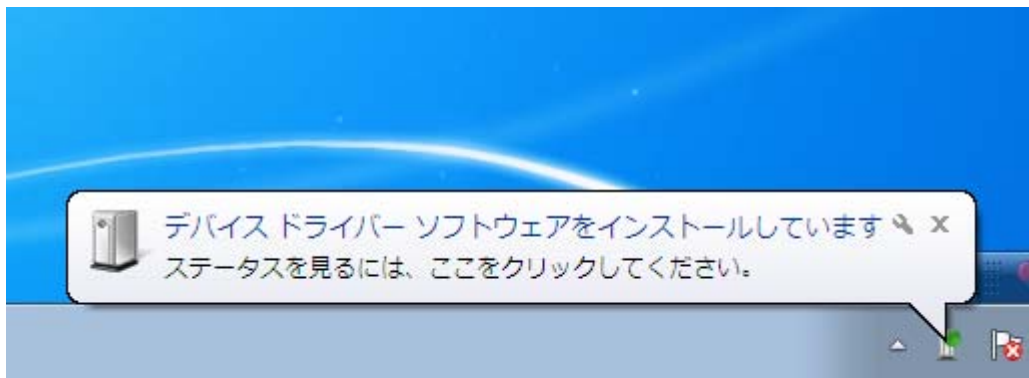 デバイス ドライバー ソフトウェアをインストールしています
ステータスを見るには、ここをクリックしてください。